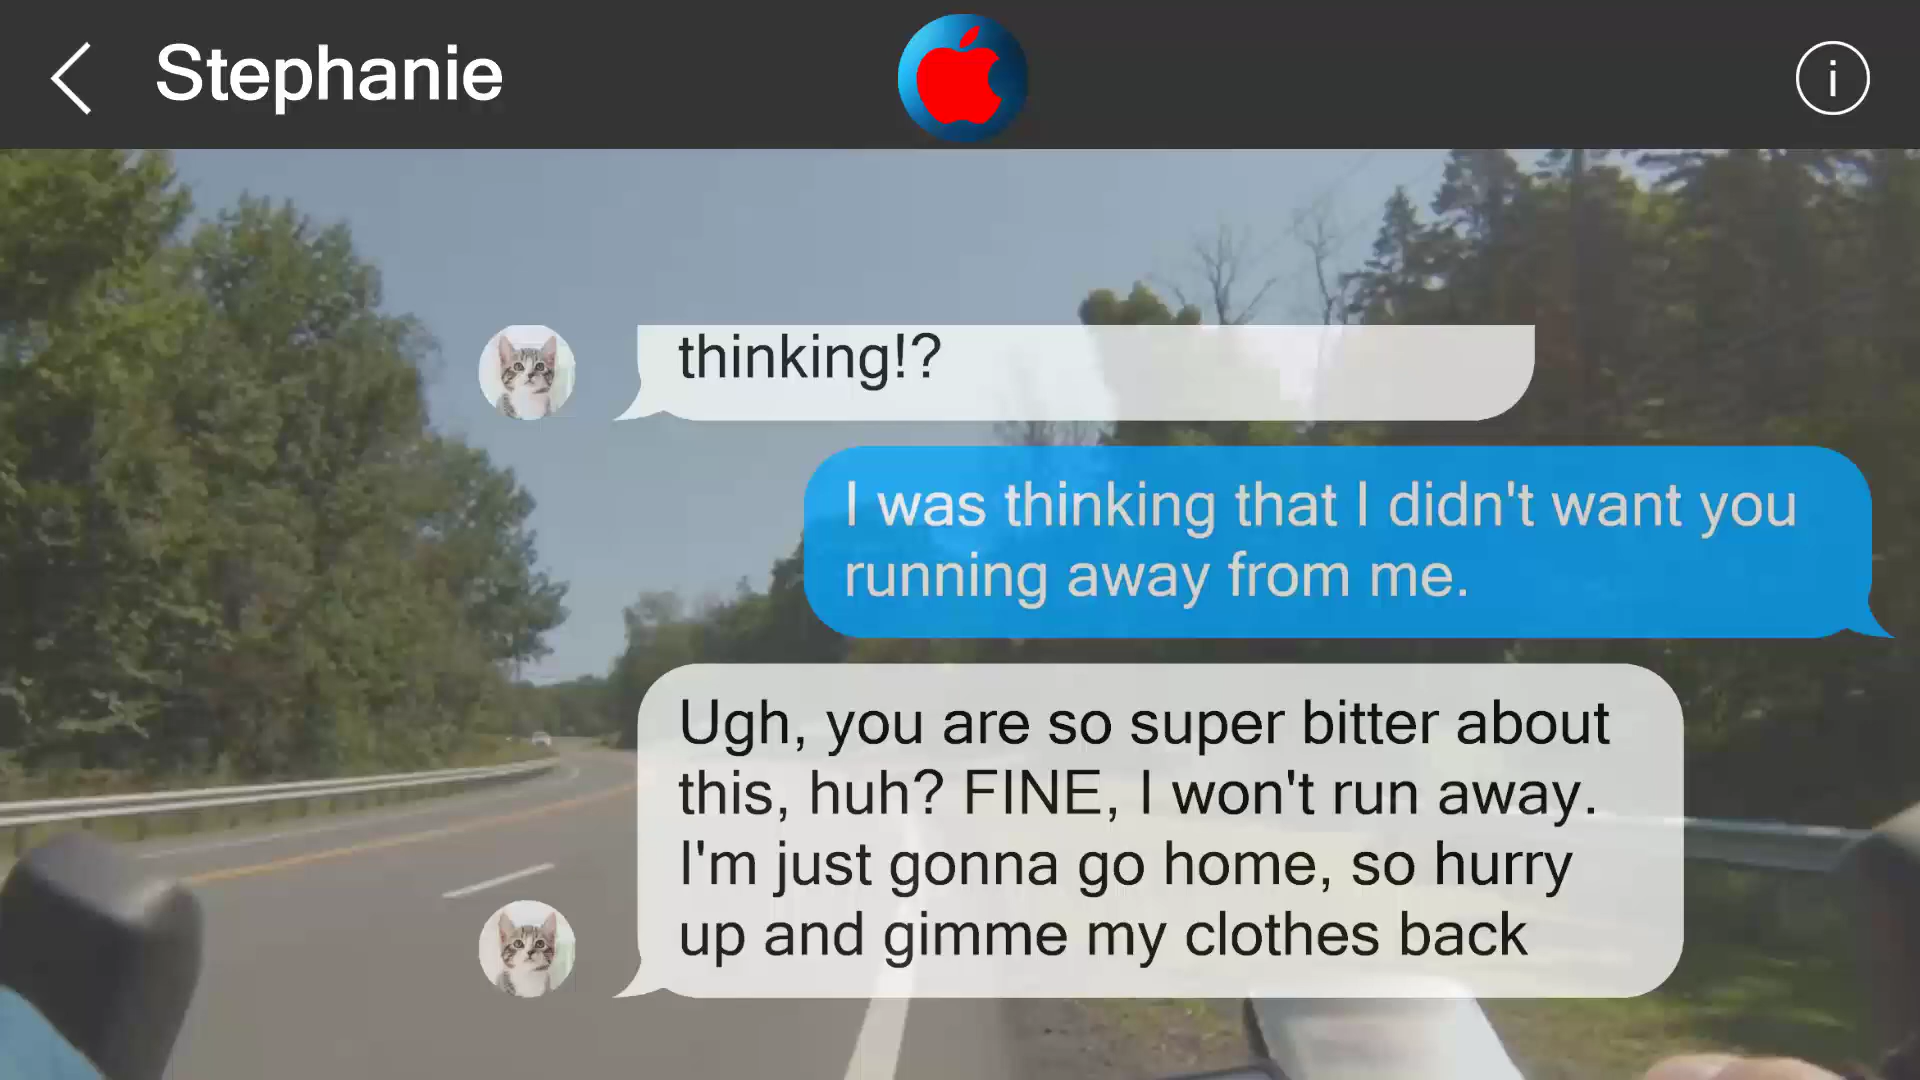 Stephanie
i
thinking!?
I was thinking that I didn't want you
running away from me.
Ugh, you are so super bitter about
this, huh? FINE, I won't run away.
I'm just gonna go home, so hurry
up and gimme my clothes back